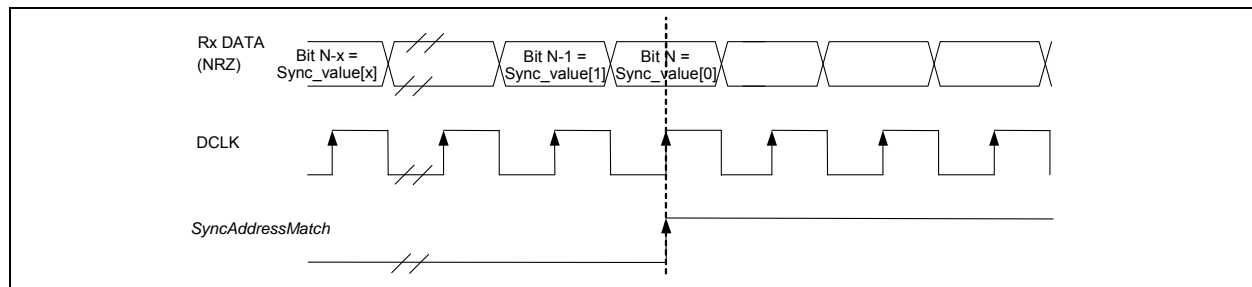 Rx DATA
(NRZ)
Bit N-x =
Sync_value[x]
Bit N-1 =
Sync_value[1]
Bit N =
Sync_value[0]
DCLK
SyncAddressMatch